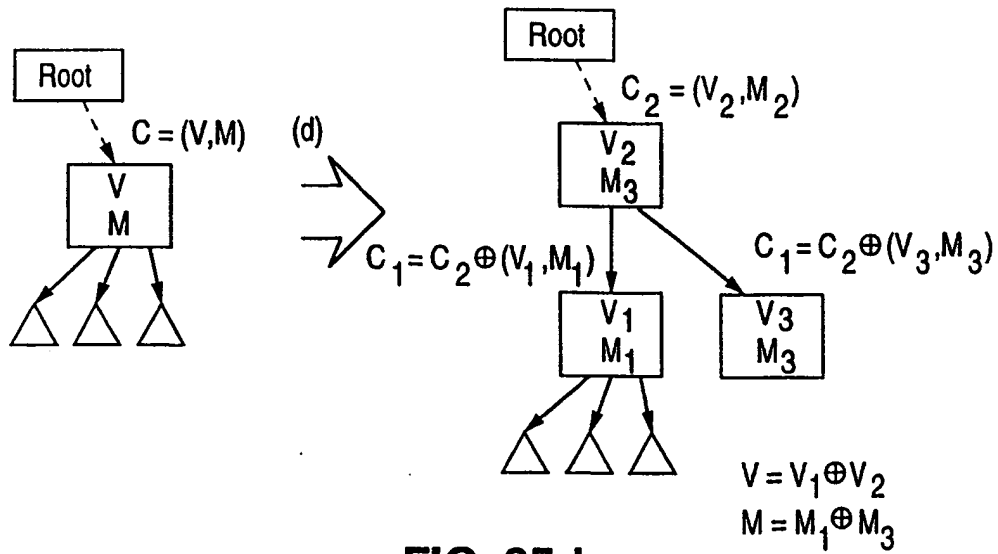 Root
C = (V,M)
V
M
(d)
Root
C₂ = (V₂,M₂)
V₂
M₃
C₁ = C₂ ⊕ (V₁,M₁)
C₁ = C₂ ⊕ (V₃,M₃)
V₁
M₁
V₃
M₃
V = V₁ ⊕ V₂
M = M₁ ⊕ M₃